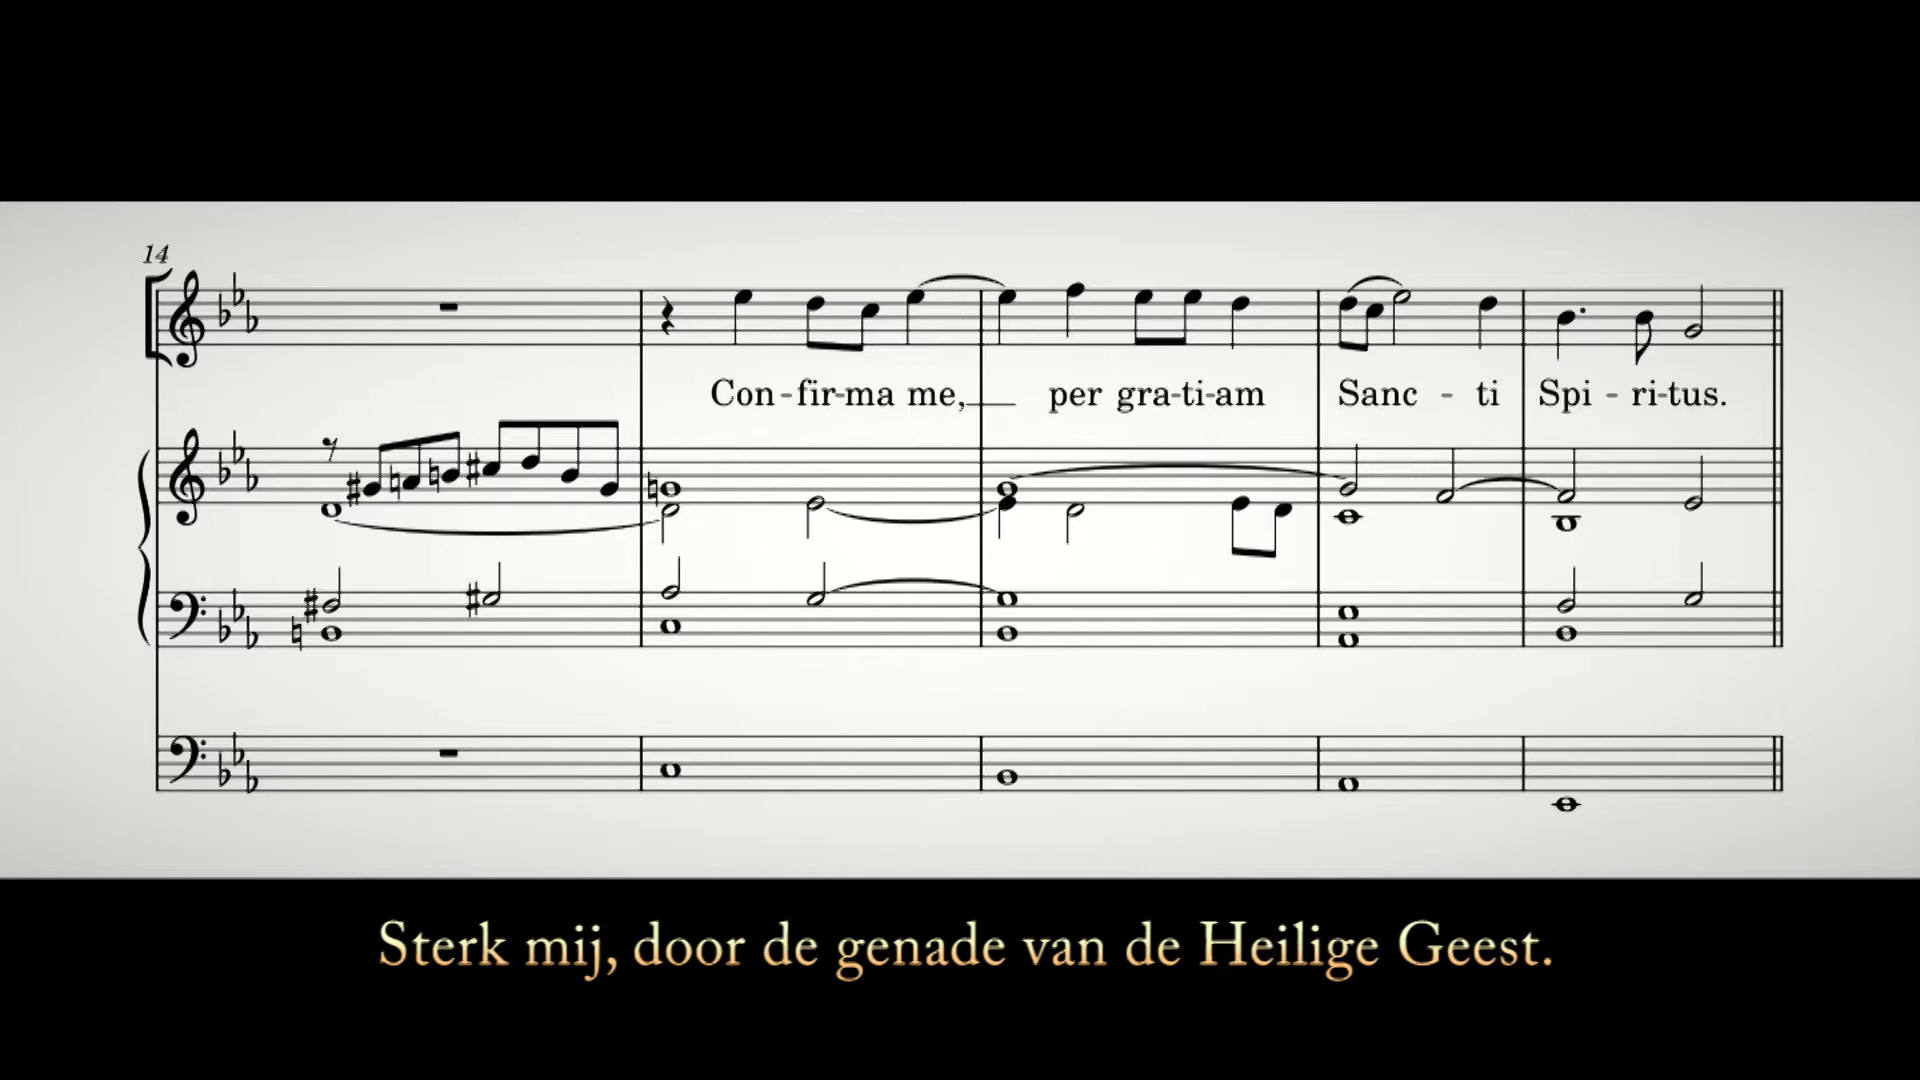 14
Con-fir-ma me, per gra-ti-am Sanc - ti Spi - ri-tus.
Sterk mij, door de genade van de Heilige Geest.